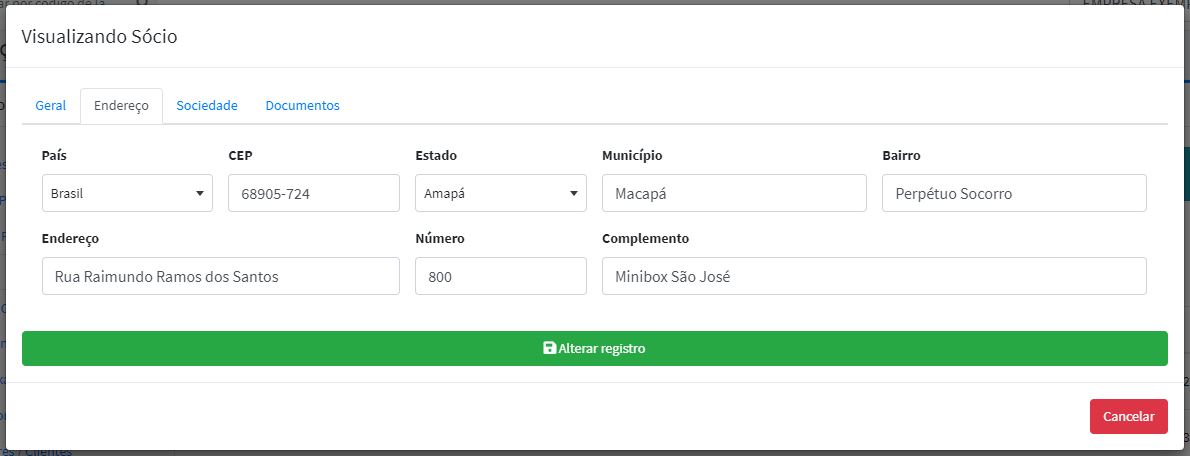 Visualizando Sócio
Geral Endereço Sociedade Documentos
País CEP Estado Município Bairro
Brasil 68905-724 Amapá Macapá Perpétuo Socorro
Endereço Número Complemento
Rua Raimundo Ramos dos Santos 800 Minibox São José
Alterar registro
Cancelar